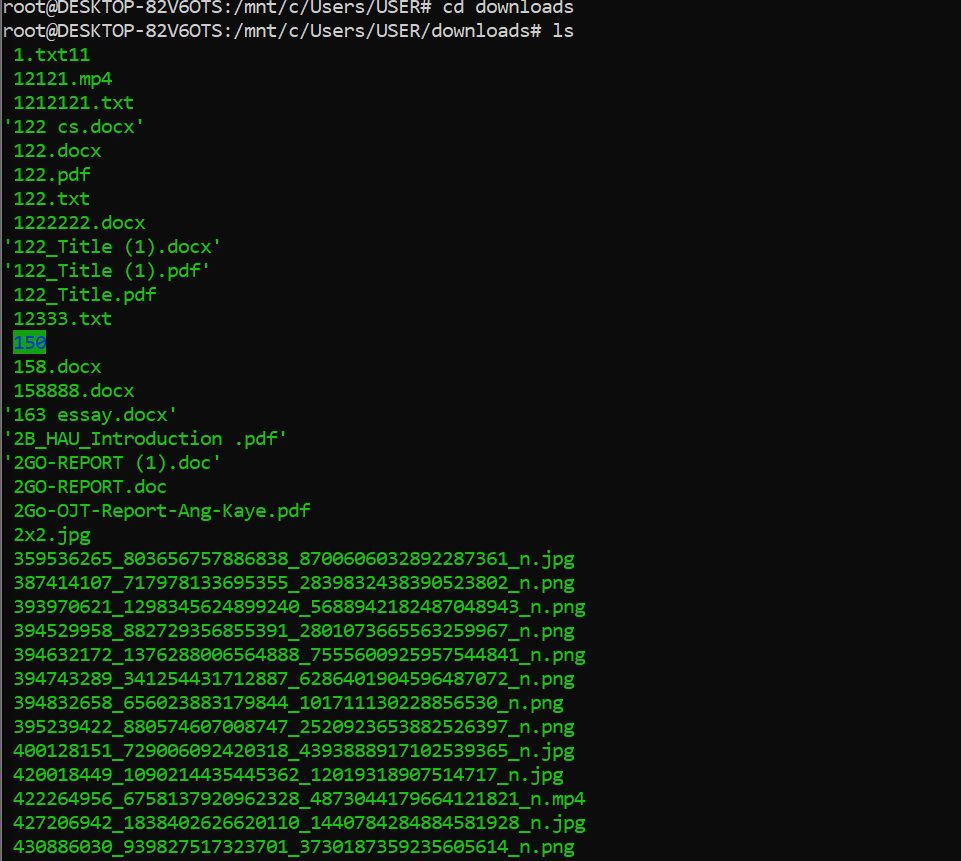 root@DESKTOP-82V6OTS:/mnt/c/Users/USER# cd downloads
root@DESKTOP-82V6OTS:/mnt/c/Users/USER/downloads# ls
1.txt11
12121.mp4
1212121.txt
'122 cs.docx'
122.docx
122.pdf
122.txt
1222222.docx
'122_Title (1).docx'
'122_Title (1).pdf'
122_Title.pdf
12333.txt
150
158.docx
158888.docx
'163 essay.docx'
'2B_HAU_Introduction .pdf'
'2GO-REPORT (1).doc'
2GO-REPORT.doc
2Go-OJT-Report-Ang-Kaye.pdf
2x2.jpg
359536265_803656757886838_8700606032892287361_n.jpg
387414107_717978133695355_2839832438390523802_n.png
393970621_1298345624899240_5688942182487048943_n.png
394529958_882729356855391_2801073665563259967_n.png
394632172_1376288006564888_7555600925957544841_n.png
394743289_341254431712887_6286401904596487072_n.png
394832658_656023883179844_101711130228856530_n.png
395239422_880574607008747_2520923653882526397_n.png
400128151_729006092420318_4393888917102539365_n.jpg
420018449_1090214435445362_12019318907514717_n.jpg
422264956_6758137920962328_4873044179664121821_n.mp4
427206942_1838402626620110_1440784284884581928_n.jpg
430886030_939827517323701_3730187359235605614_n.png